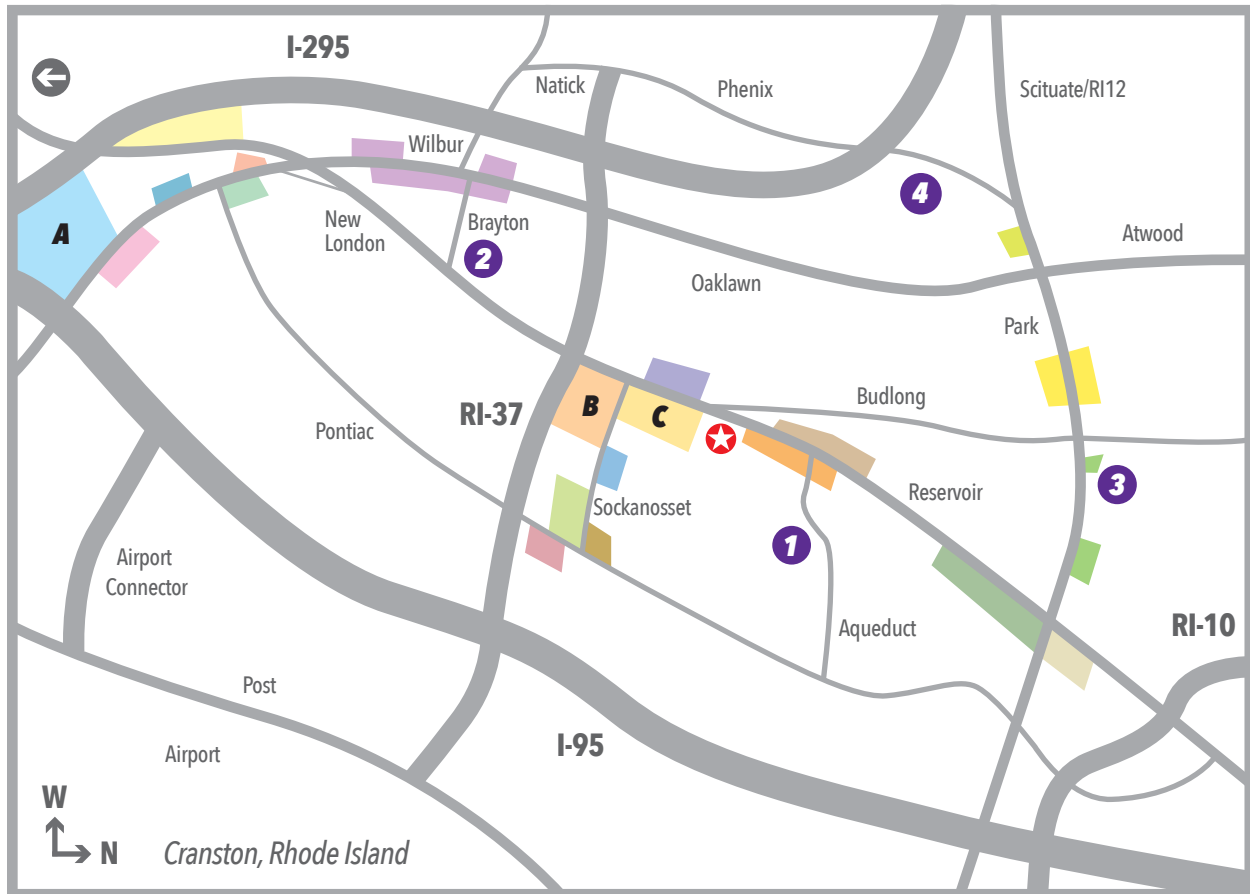 I-295
Natick
Phenix
Scituate/RI12
Wilbur
4
A
New
London
Brayton
2
Atwood
Oaklawn
Park
B
C
RI-37
Budlong
Pontiac
Reservoir
3
Sockanosset
1
Airport
Connector
Aqueduct
RI-10
Post
I-95
Airport
W
N
Cranston, Rhode Island